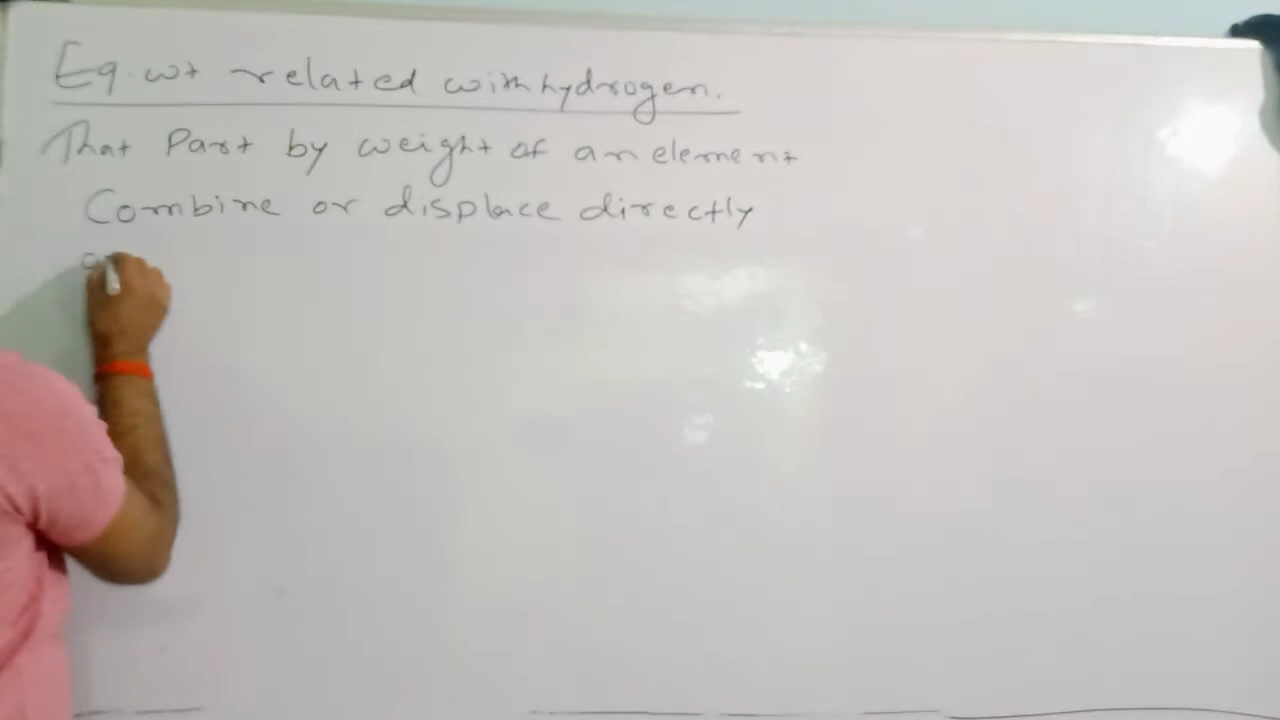 Eq. wt related with hydrogen.
That Part by weight of an element
Combine or displace directly